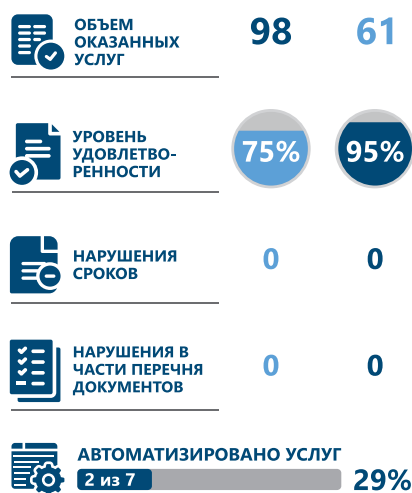 ОБЪЕМ
ОКАЗАННЫХ
УСЛУГ
98 61
УРОВЕНЬ
УДОВЛЕТВО-
РЕННОСТИ
75% 95%
НАРУШЕНИЯ
СРОКОВ
0 0
НАРУШЕНИЯ В
ЧАСТИ ПЕРЕЧНЯ
ДОКУМЕНТОВ
0 0
АВТОМАТИЗИРОВАНО УСЛУГ
2 из 7 29%